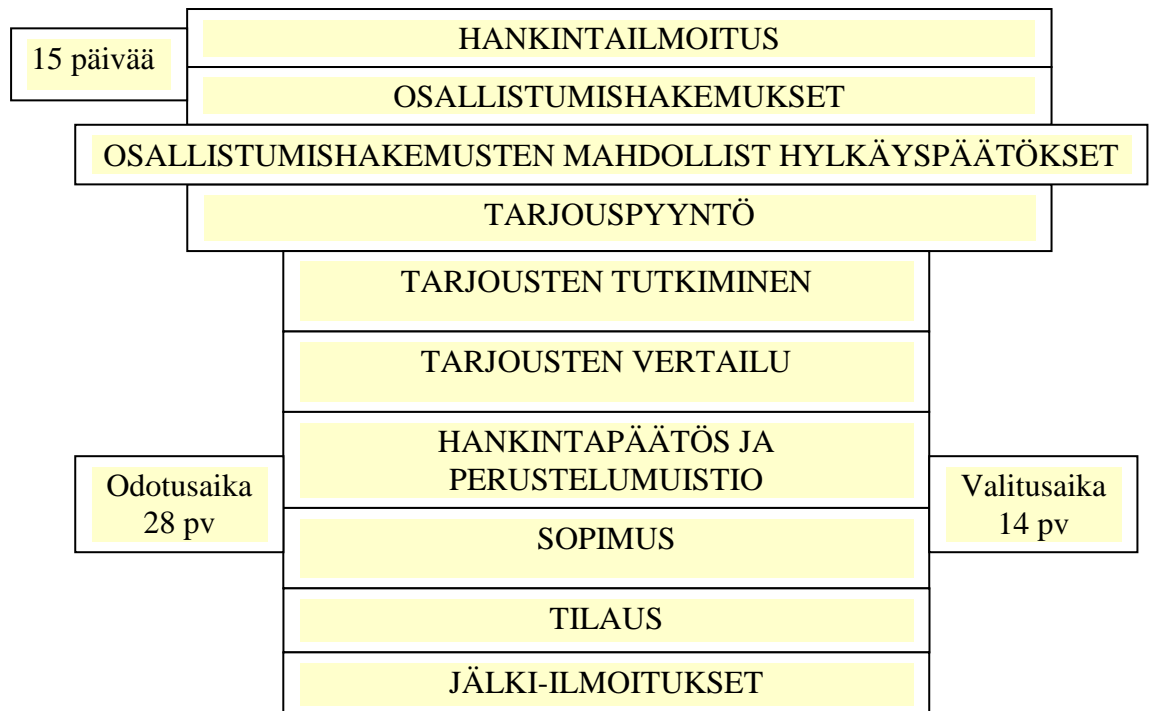 HANKINTAILMOITUS
15 päivää
OSALLISTUMISHAKEMUKSET
OSALLISTUMISHAKEMUSTEN MAHDOLLIST HYLKÄYSPÄÄTÖKSET
TARJOUSPYYNTÖ
TARJOUSTEN TUTKIMINEN
TARJOUSTEN VERTAILU
HANKINTAPÄÄTÖS JA
PERUSTELUMUISTIO
Odotusaika
28 pv
Valitusaika
14 pv
SOPIMUS
TILAUS
JÄLKI-ILMOITUKSET